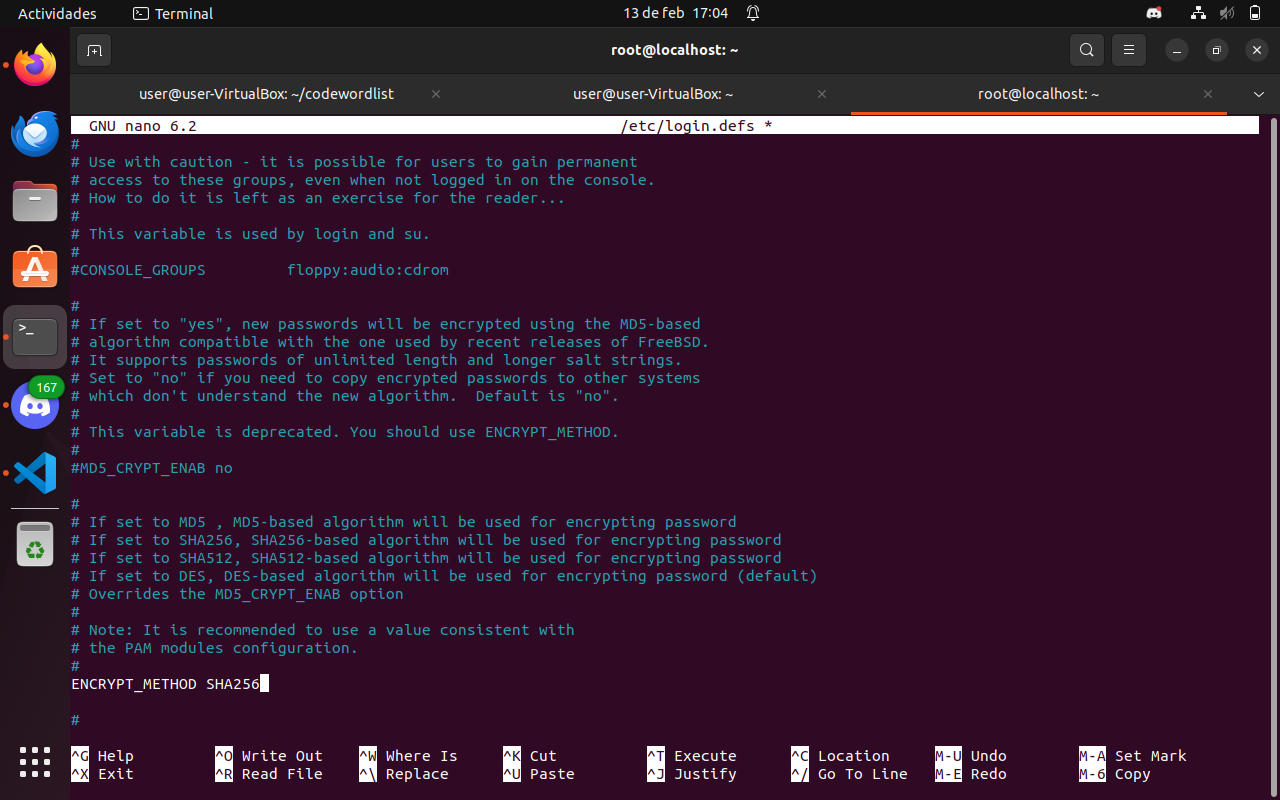 Actividades Terminal 13 de feb 17:04
root@localhost: ~
user@user-VirtualBox: ~/codewordlist user@user-VirtualBox: ~ root@localhost: ~
GNU nano 6.2 /etc/login.defs *
#
# Use with caution - it is possible for users to gain permanent
# access to these groups, even when not logged in on the console.
# How to do it is left as an exercise for the reader...
#
# This variable is used by login and su.
#
#CONSOLE_GROUPS floppy:audio:cdrom
#
# If set to "yes", new passwords will be encrypted using the MD5-based
# algorithm compatible with the one used by recent releases of FreeBSD.
# It supports passwords of unlimited length and longer salt strings.
# Set to "no" if you need to copy encrypted passwords to other systems
# which don't understand the new algorithm.  Default is "no".
#
# This variable is deprecated. You should use ENCRYPT_METHOD.
#
#MD5_CRYPT_ENAB no
#
# If set to MD5 , MD5-based algorithm will be used for encrypting password
# If set to SHA256, SHA256-based algorithm will be used for encrypting password
# If set to SHA512, SHA512-based algorithm will be used for encrypting password
# If set to DES, DES-based algorithm will be used for encrypting password (default)
# Overrides the MD5_CRYPT_ENAB option
#
# Note: It is recommended to use a value consistent with
# the PAM modules configuration.
#
ENCRYPT_METHOD SHA256
#
^G Help ^O Write Out ^W Where Is ^K Cut ^T Execute ^C Location M-U Undo M-A Set Mark
^X Exit ^R Read File ^\ Replace ^U Paste ^J Justify ^/ Go To Line M-E Redo M-6 Copy
>_
167